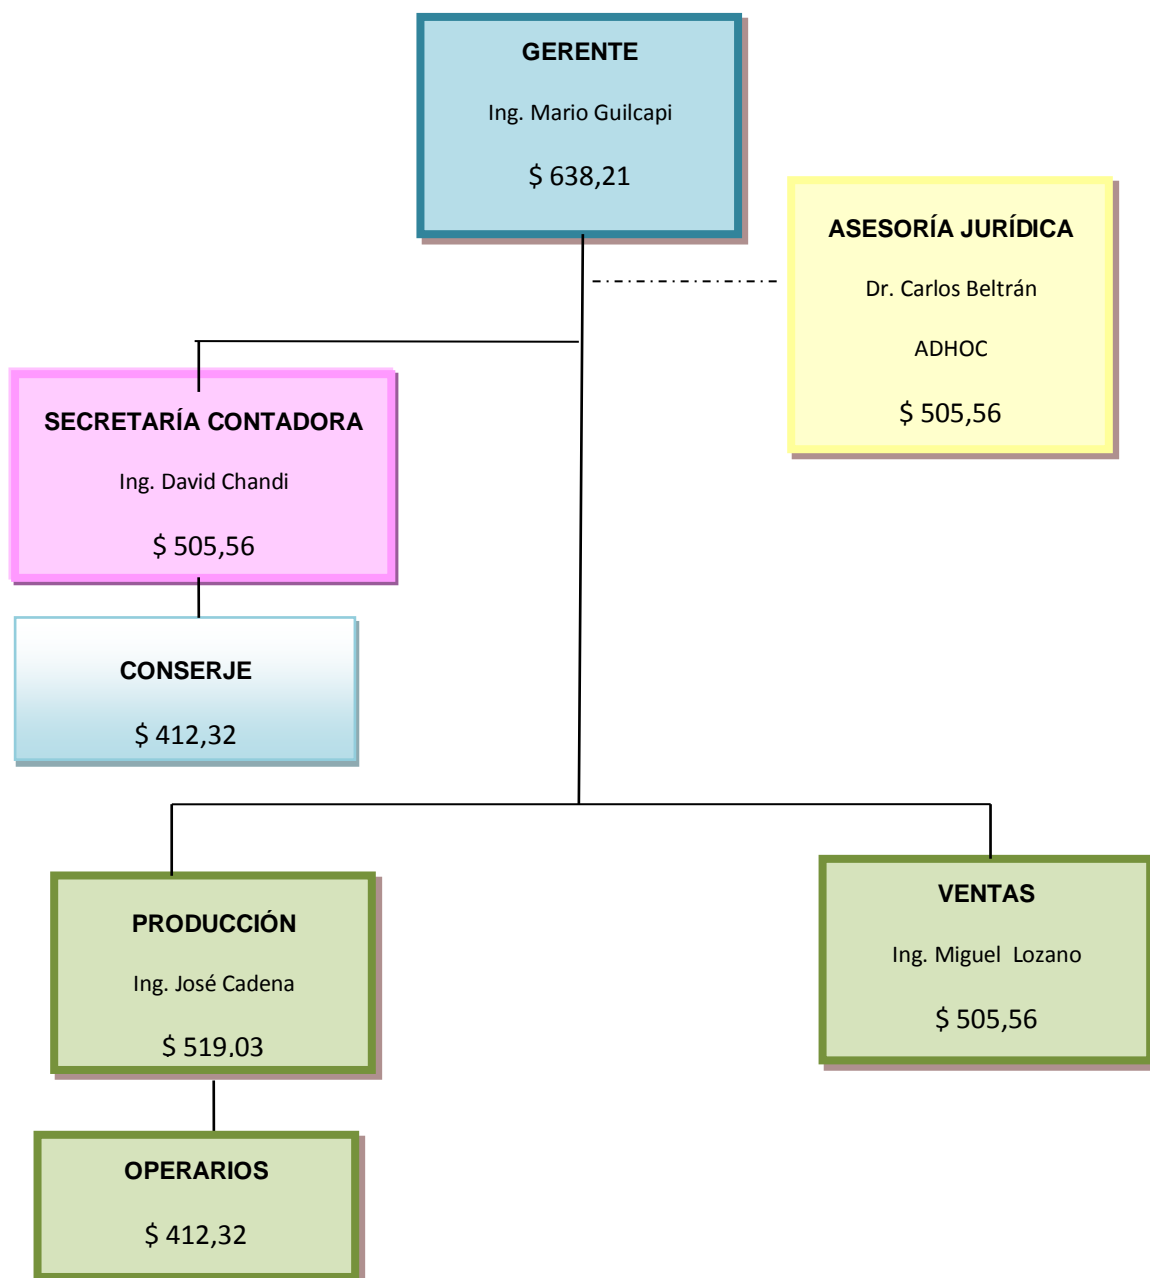 GERENTE
Ing. Mario Guilcapi
$ 638,21
ASESORÍA JURÍDICA
Dr. Carlos Beltrán
ADHOC
$ 505,56
SECRETARÍA CONTADORA
Ing. David Chandi
$ 505,56
CONSERJE
$ 412,32
PRODUCCIÓN
Ing. José Cadena
$ 519,03
VENTAS
Ing. Miguel  Lozano
$ 505,56
OPERARIOS
$ 412,32